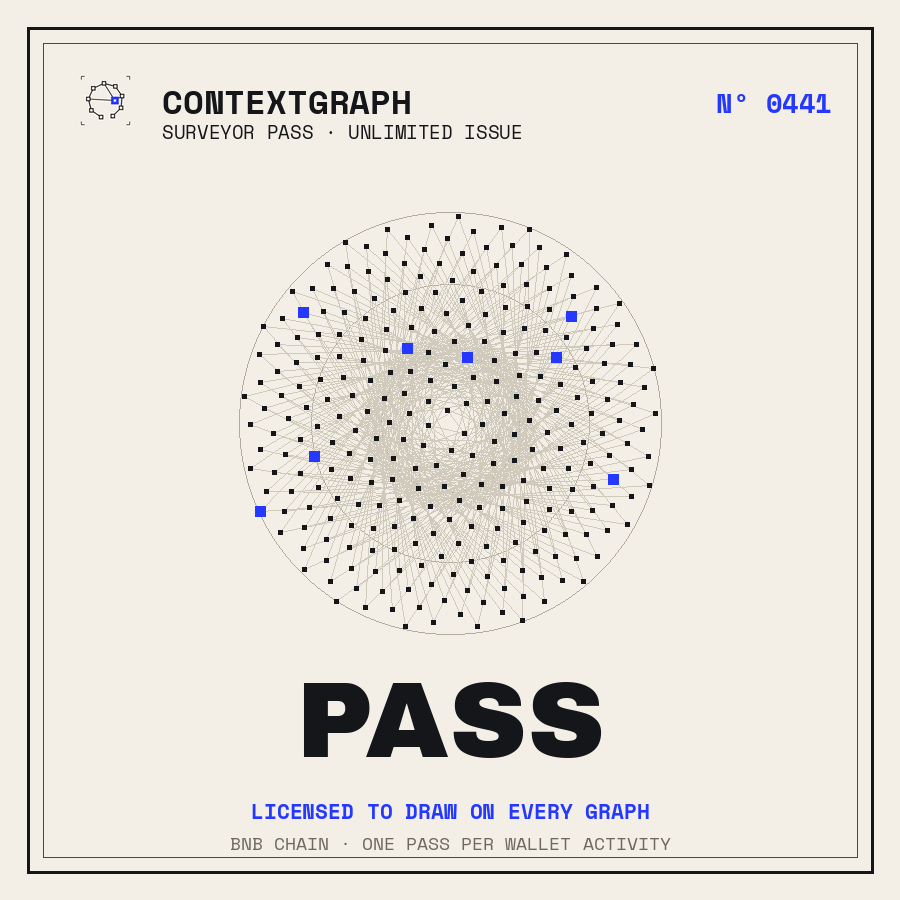 CONTEXTGRAPH
N° 0441
SURVEYOR PASS · UNLIMITED ISSUE
PASS
LICENSED TO DRAW ON EVERY GRAPH
BNB CHAIN · ONE PASS PER WALLET ACTIVITY